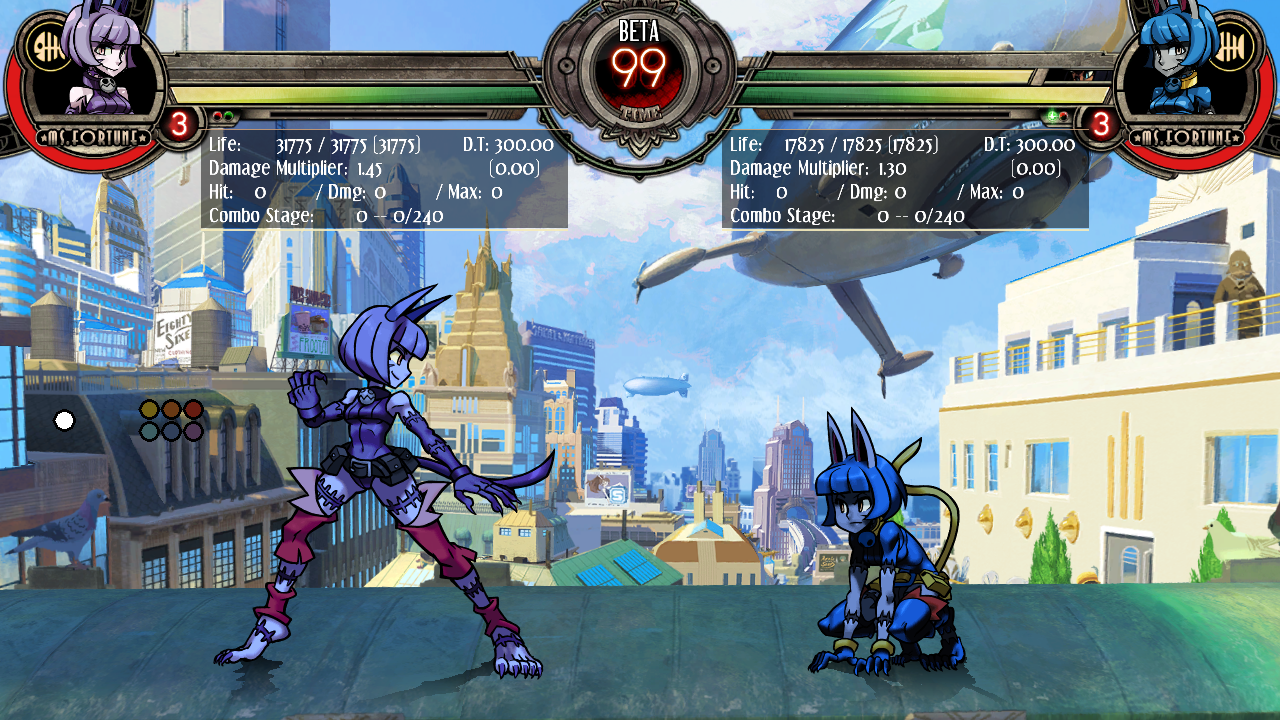 BETA
99
TIME
MS. FORTUNE
3
3
MS. FORTUNE
Life: 31775 / 31775 (31775) D.T: 300.00
Damage Multiplier: 1.45 (0.00)
Hit: 0 / Dmg: 0 / Max: 0
Combo Stage: 0 -- 0/240
Life: 17825 / 17825 (17825) D.T: 300.00
Damage Multiplier: 1.30 (0.00)
Hit: 0 / Dmg: 0 / Max: 0
Combo Stage: 0 -- 0/240
EIGHTY
SIX
S